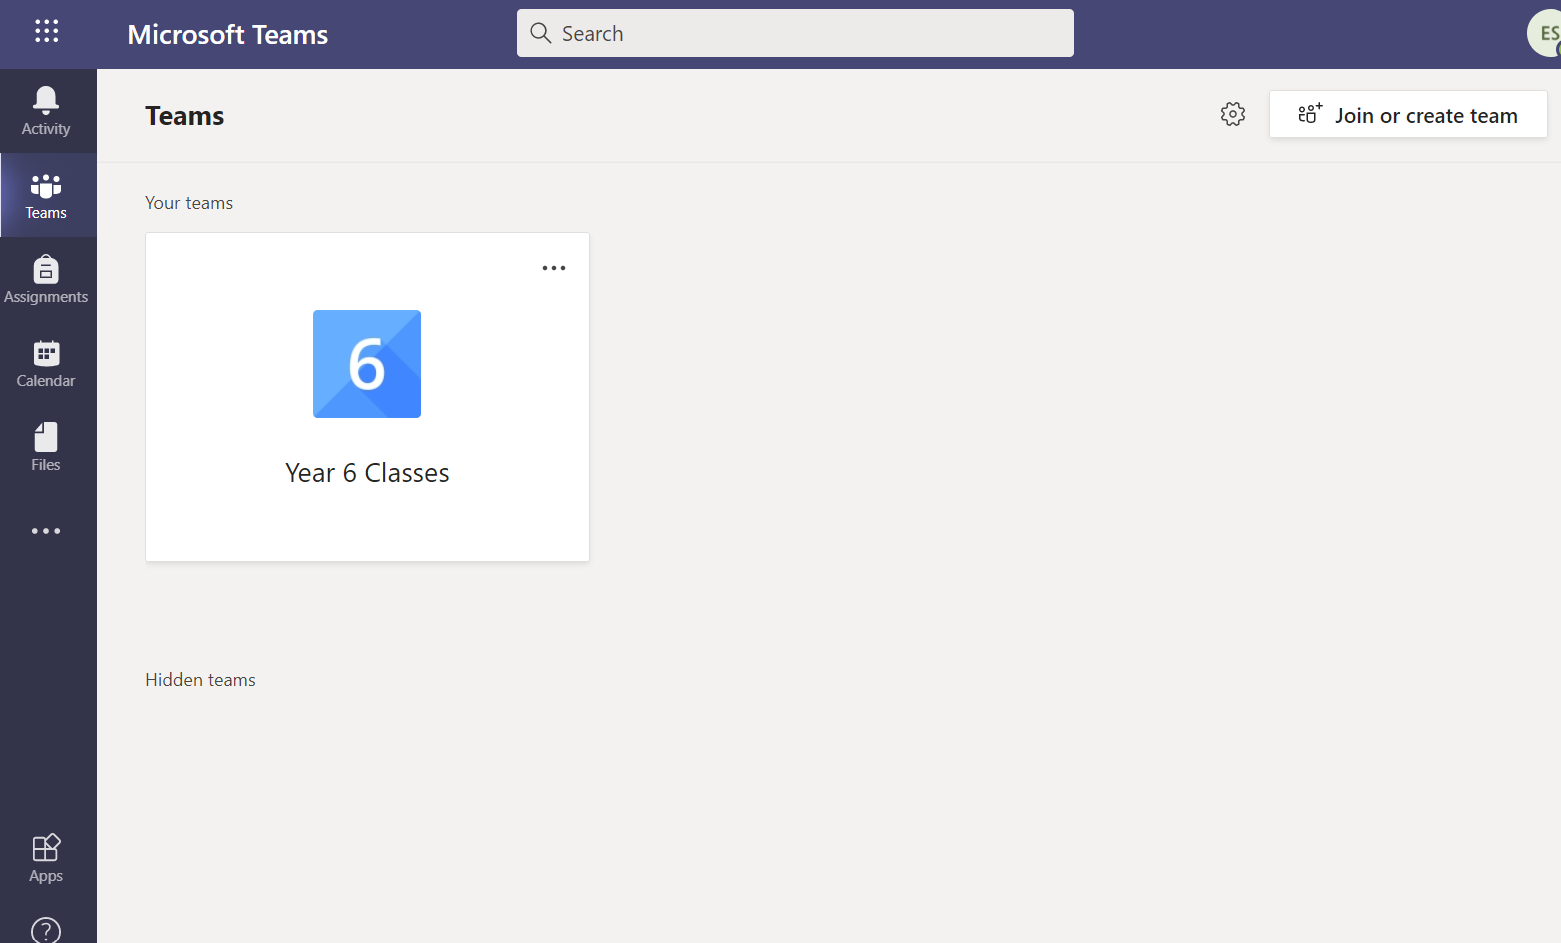 Microsoft Teams
Search
ES
Activity
Teams
Assignments
Calendar
Files
Apps
?
Teams
Join or create team
Your teams
6
Year 6 Classes
Hidden teams